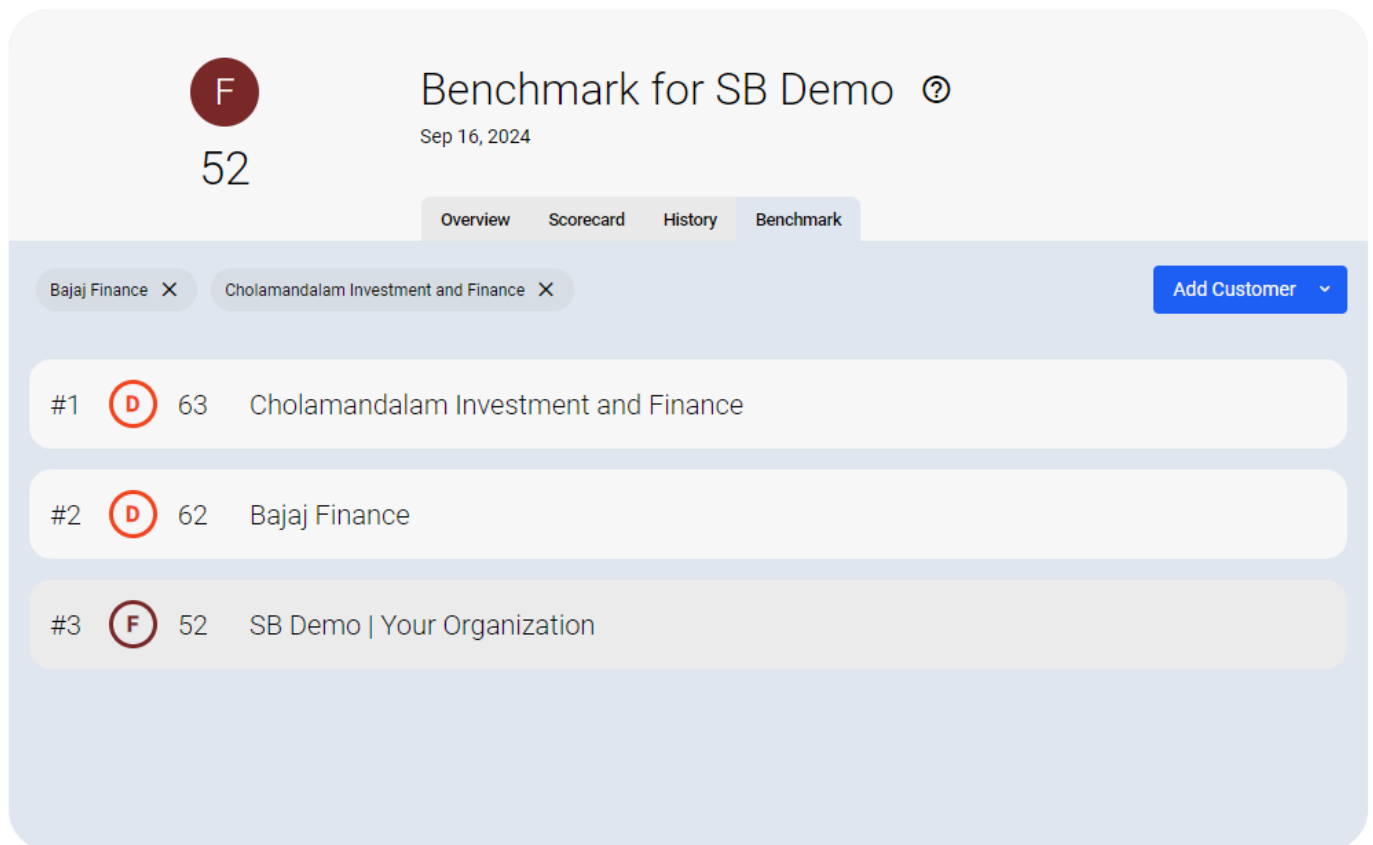 F
52
Benchmark for SB Demo ?
Sep 16, 2024
Overview Scorecard History Benchmark
Bajaj Finance Cholamandalam Investment and Finance Add Customer
#1 D 63 Cholamandalam Investment and Finance
#2 D 62 Bajaj Finance
#3 F 52 SB Demo | Your Organization